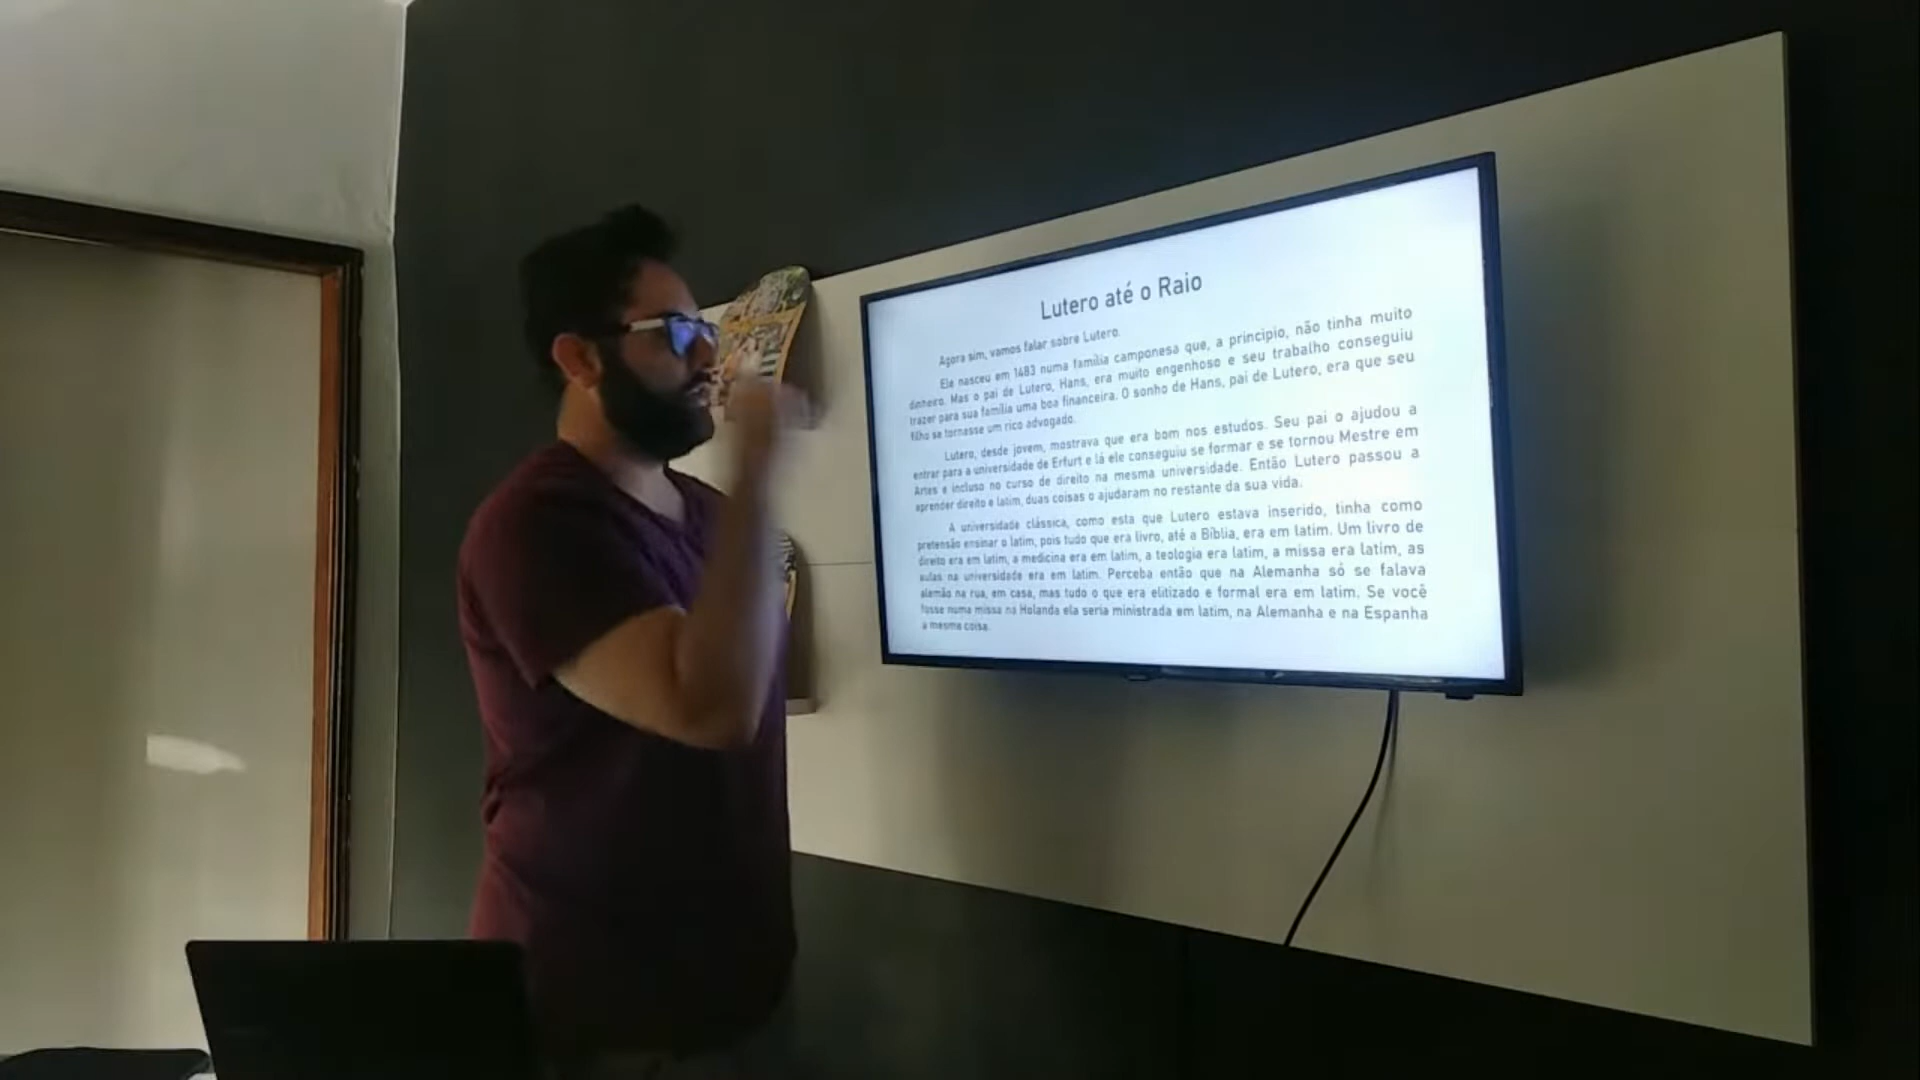 Lutero até o Raio
Agora sim, vamos falar sobre Lutero.
Ele nasceu em 1483 numa família camponesa que, a principio, não tinha muito
dinheiro. Mas o pai de Lutero, Hans, era muito engenhoso e seu trabalho conseguiu
trazer para sua família uma boa financeira. O sonho de Hans, pai de Lutero, era que seu
filho se tornasse um rico advogado.
Lutero, desde jovem, mostrava que era bom nos estudos. Seu pai o ajudou a
entrar para a universidade de Erfurt e lá ele conseguiu se formar e se tornou Mestre em
Artes e incluso no curso de direito na mesma universidade. Então Lutero passou a
aprender direito e latim, duas coisas o ajudaram no restante da sua vida.
A universidade clássica, como esta que Lutero estava inserido, tinha como
pretensão ensinar o latim, pois tudo que era livro, até a Bíblia, era em latim. Um livro de
direito era em latim, a medicina era em latim, a teologia era latim, a missa era latim, as
aulas na universidade era em latim. Perceba então que na Alemanha só se falava
alemão na rua, em casa, mas tudo o que era elitizado e formal era em latim. Se você
fosse numa missa na Holanda ela seria ministrada em latim, na Alemanha e na Espanha
a mesma coisa.